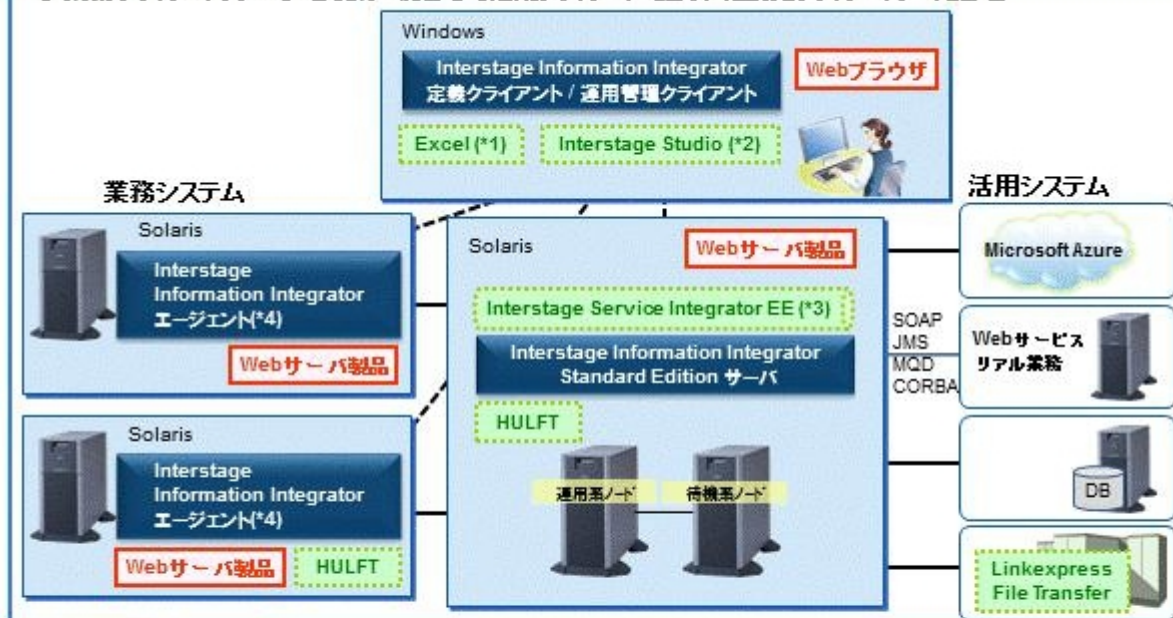 Windows
Interstage Information Integrator
定義クライアント / 運用管理クライアント
Webブラウザ
Excel (*1)
Interstage Studio (*2)
業務システム
Solaris
Interstage
Information Integrator
エージェント(*4)
Webサーバ製品
Solaris
Interstage
Information Integrator
エージェント(*4)
Webサーバ製品
HULFT
Solaris
Webサーバ製品
Interstage Service Integrator EE (*3)
Interstage Information Integrator
Standard Edition サーバ
HULFT
運用系ノード
待機系ノード
SOAP
JMS
MQD
CORBA
活用システム
Microsoft Azure
Webサービス
リアル業務
DB
Linkexpress
File Transfer